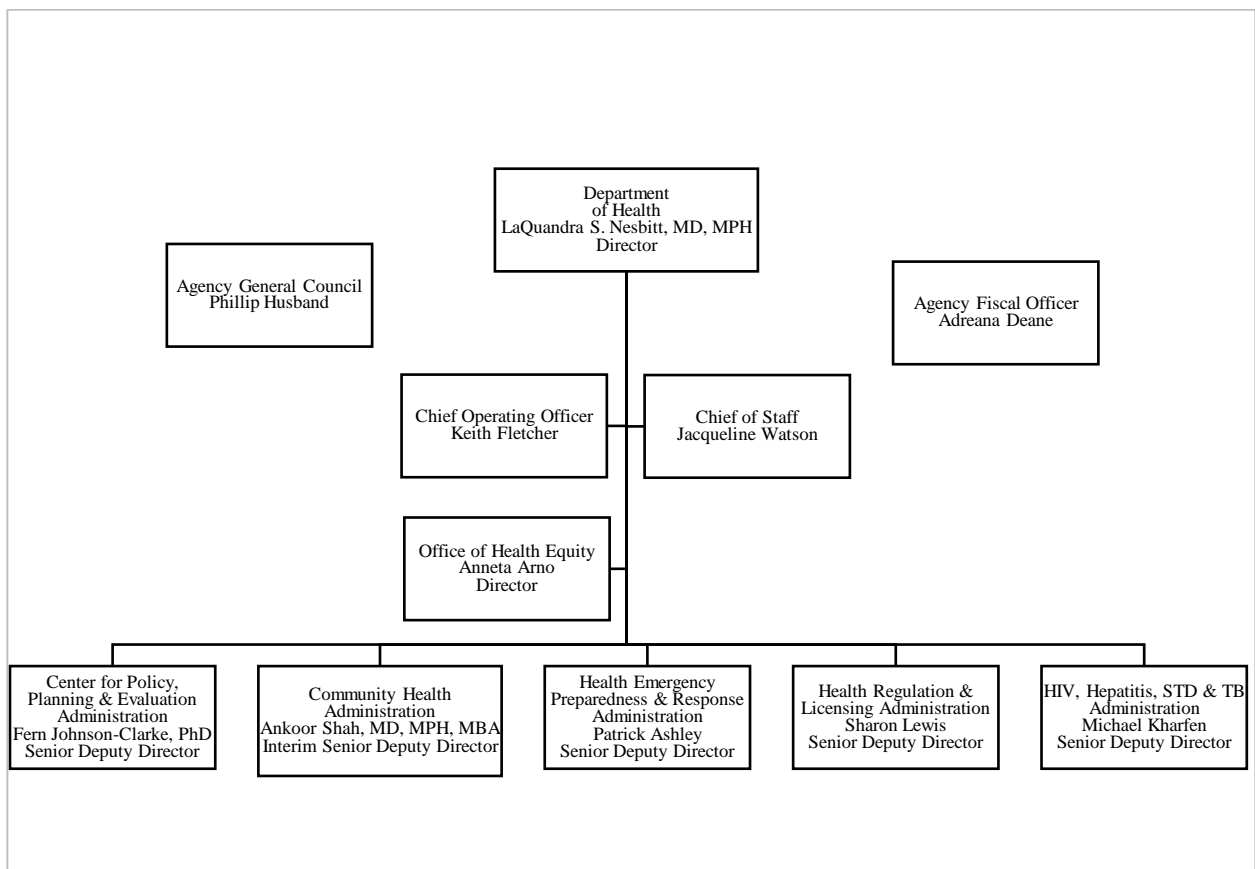 Department
of Health
LaQuandra S. Nesbitt, MD, MPH
Director
Agency General Council
Phillip Husband
Agency Fiscal Officer
Adreana Deane
Chief Operating Officer
Keith Fletcher
Chief of Staff
Jacqueline Watson
Office of Health Equity
Anneta Arno
Director
Center for Policy,
Planning & Evaluation
Administration
Fern Johnson-Clarke, PhD
Senior Deputy Director
Community Health
Administration
Ankoor Shah, MD, MPH, MBA
Interim Senior Deputy Director
Health Emergency
Preparedness & Response
Administration
Patrick Ashley
Senior Deputy Director
Health Regulation &
Licensing Administration
Sharon Lewis
Senior Deputy Director
HIV, Hepatitis, STD & TB
Administration
Michael Kharfen
Senior Deputy Director